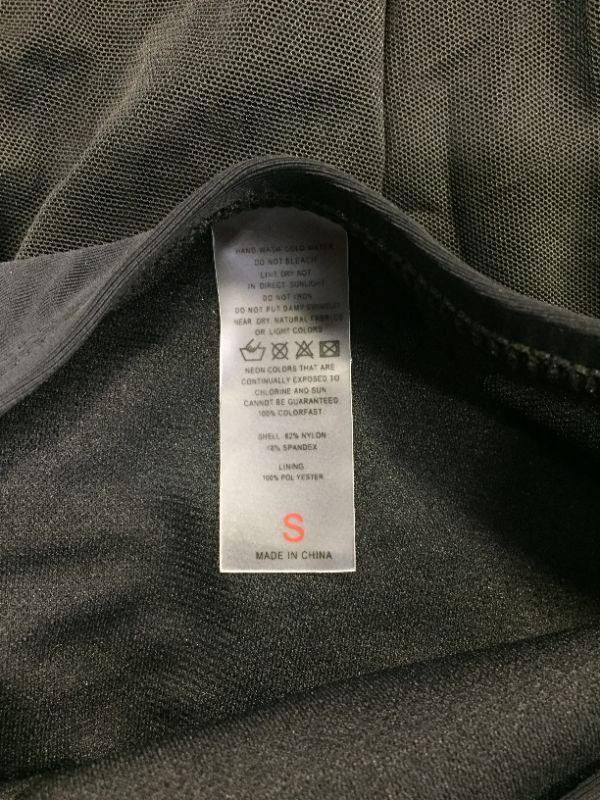 HAND WASH COLD WATER
DO NOT BLEACH
LINE DRY NOT
IN DIRECT SUNLIGHT
DO NOT IRON
DO NOT PUT DAMP SWIMSUIT
NEAR DRY, NATURAL FABRICS
OR LIGHT COLORS
NEON COLORS THAT ARE
CONTINUALLY EXPOSED TO
CHLORINE AND SUN
CANNOT BE GUARANTEED
100% COLORFAST
SHELL: 82% NYLON
18% SPANDEX
LINING
100% POLYESTER
S
MADE IN CHINA